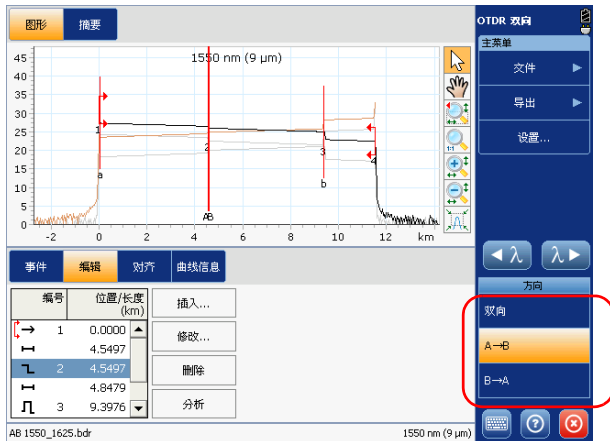 图形 摘要
OTDR 双向
主菜单
文件
导出
设置...
1550 nm (9 µm)
45
40
35
30
25
20
15
10
5
0
1
2
3
4
a
b
AB
-2 0 2 4 6 8 10 12 km
1:1
λ λ
事件 编辑 对齐 曲线信息
编号 位置/长度 (km)
1 0.0000
4.5497
2 4.5497
4.8479
3 9.3976
插入...
修改...
删除
分析
方向
双向
A→B
B→A
AB 1550_1625.bdr
1550 nm (9 µm)